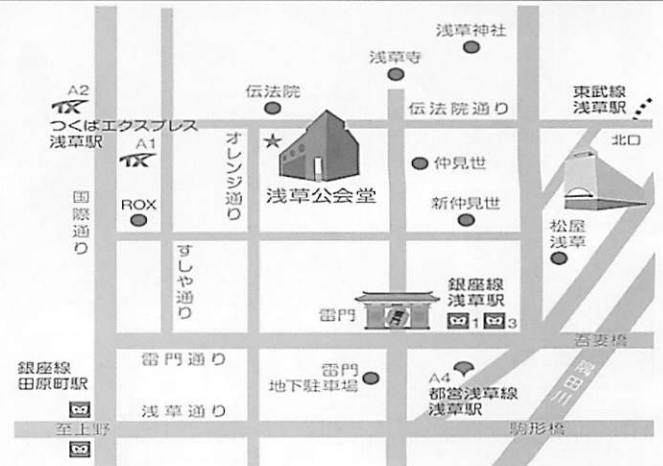 浅草神社
浅草寺
A2
伝法院
東武線
浅草駅
伝法院通り
つくばエクスプレス
浅草駅
A1
北口
オレンジ通り
仲見世
浅草公会堂
国際通り
ROX
新仲見世
松屋
浅草
すしや通り
銀座線
浅草駅
雷門
1 3
吾妻橋
雷門通り
銀座線
田原町駅
雷門
地下駐車場
A4
都営浅草線
浅草駅
隅田川
浅草通り
至上野
駒形橋